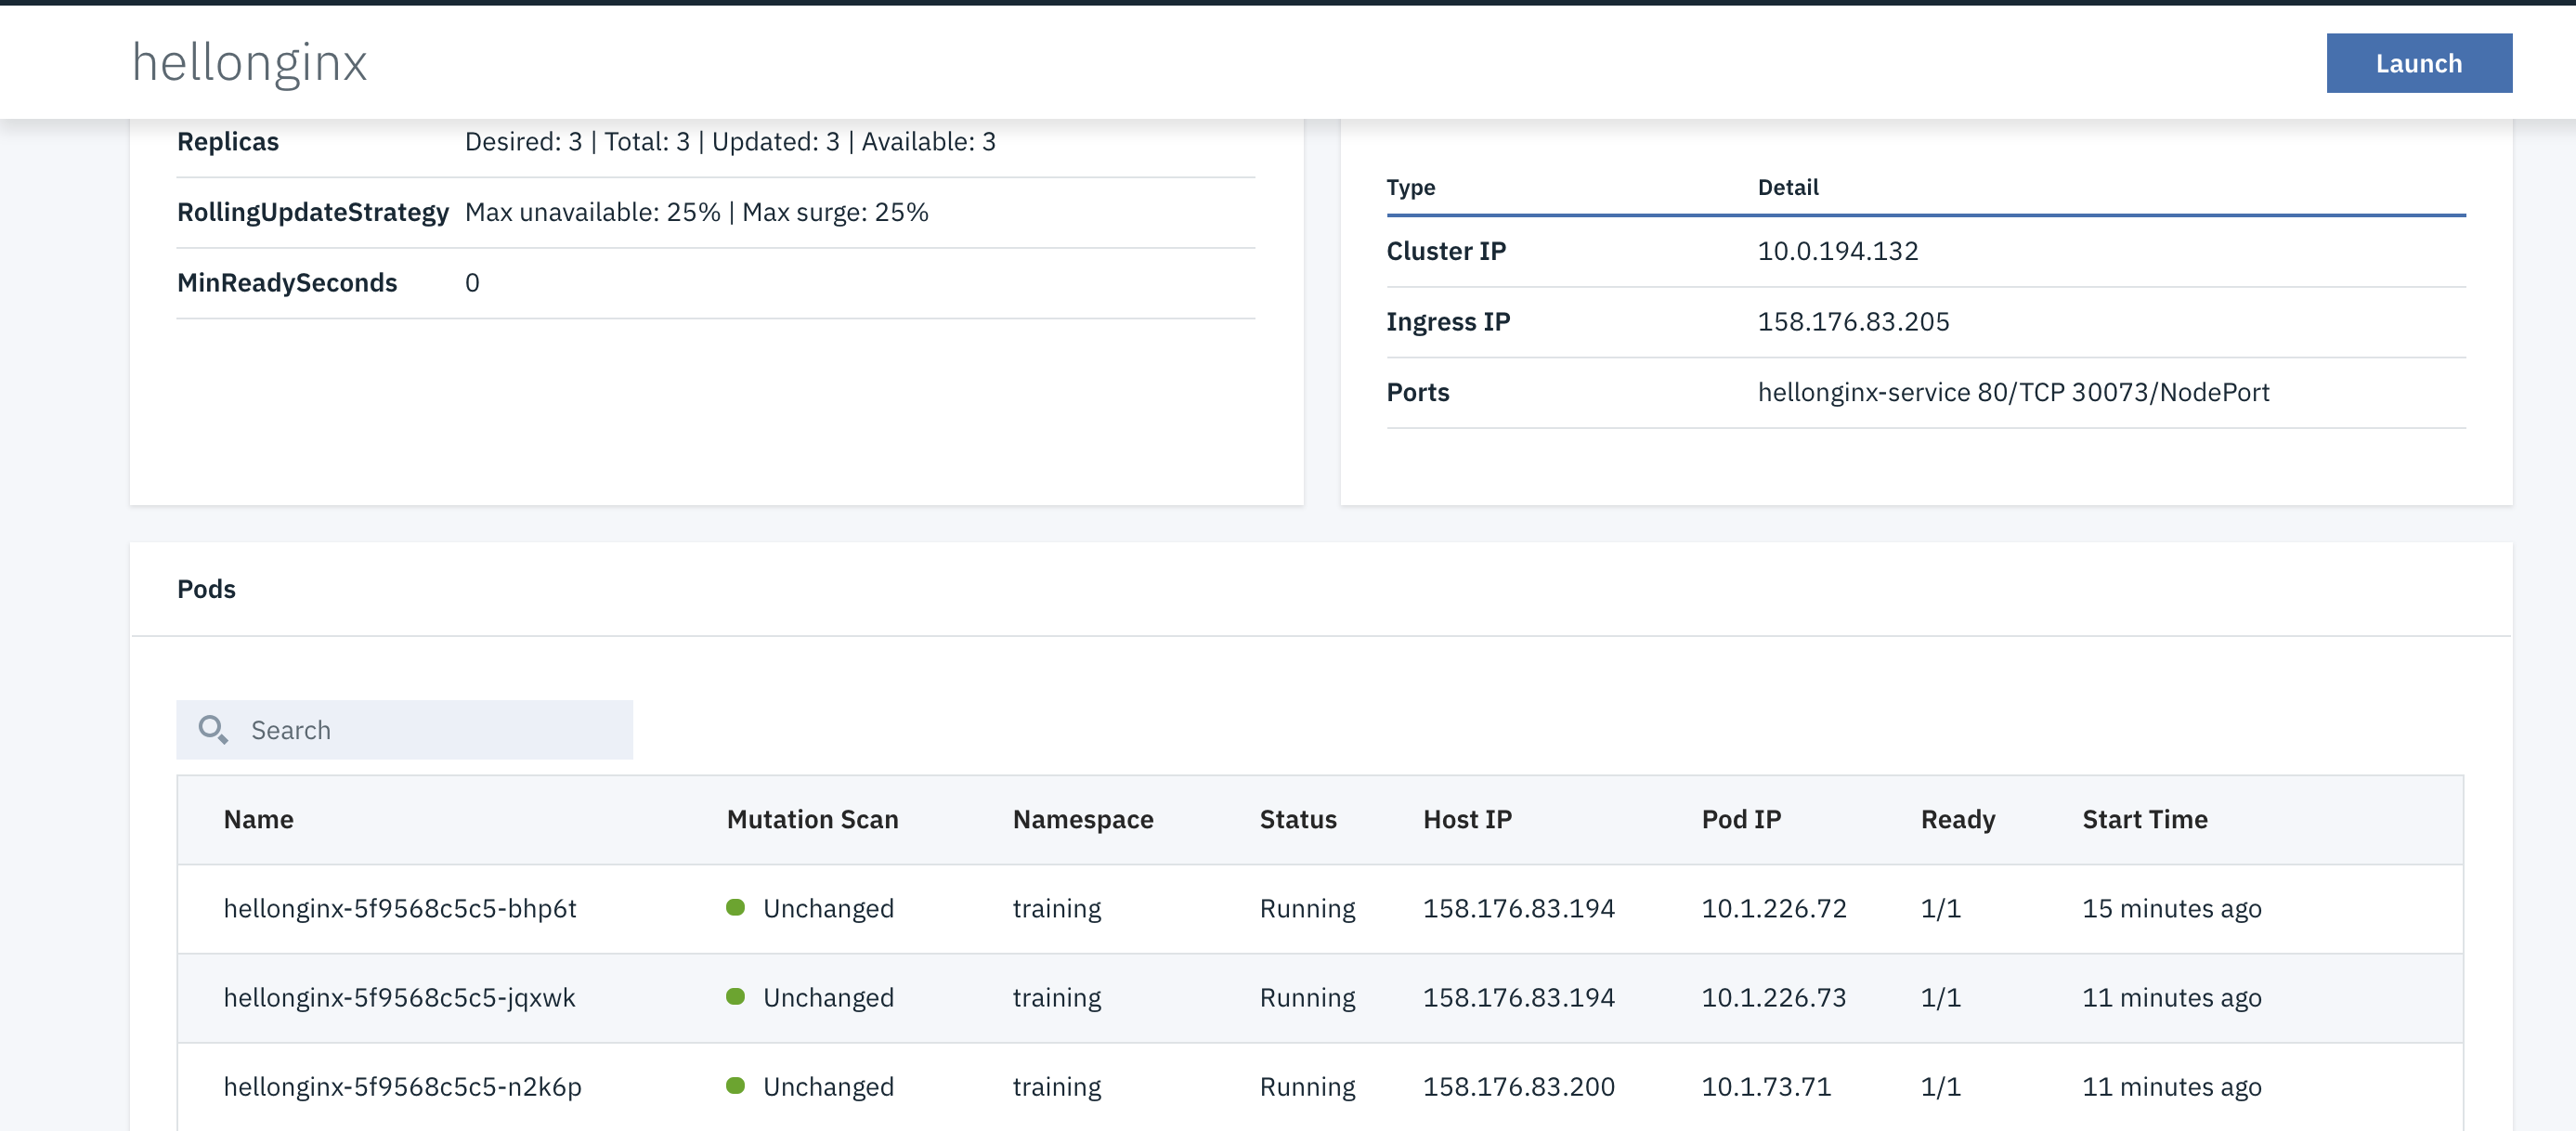 hellonginx
Launch
Replicas Desired: 3 | Total: 3 | Updated: 3 | Available: 3
RollingUpdateStrategy Max unavailable: 25% | Max surge: 25%
MinReadySeconds 0
Type Detail
Cluster IP 10.0.194.132
Ingress IP 158.176.83.205
Ports hellonginx-service 80/TCP 30073/NodePort
Pods
Search
Name Mutation Scan Namespace Status Host IP Pod IP Ready Start Time
hellonginx-5f9568c5c5-bhp6t Unchanged training Running 158.176.83.194 10.1.226.72 1/1 15 minutes ago
hellonginx-5f9568c5c5-jqxwk Unchanged training Running 158.176.83.194 10.1.226.73 1/1 11 minutes ago
hellonginx-5f9568c5c5-n2k6p Unchanged training Running 158.176.83.200 10.1.73.71 1/1 11 minutes ago